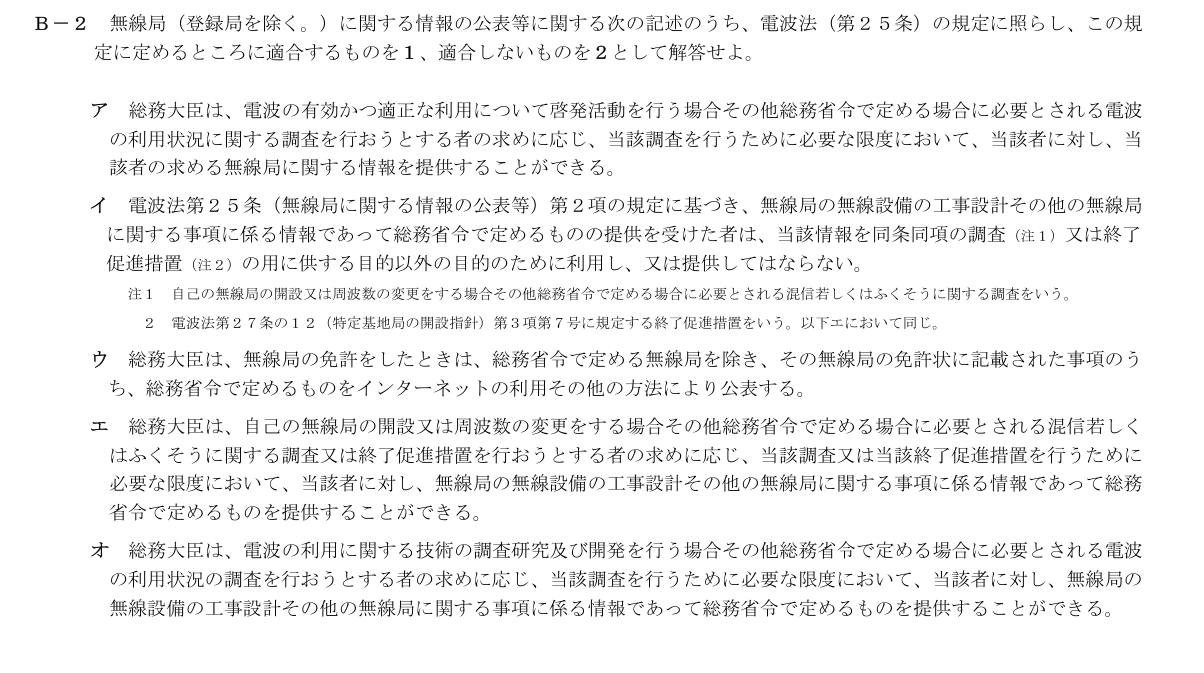 Ｂ－２　無線局（登録局を除く。）に関する情報の公表等に関する次の記述のうち、電波法（第２５条）の規定に照らし、この規
定に定めるところに適合するものを１、適合しないものを２として解答せよ。
ア　総務大臣は、電波の有効かつ適正な利用について啓発活動を行う場合その他総務省令で定める場合に必要とされる電波
の利用状況に関する調査を行おうとする者の求めに応じ、当該調査を行うために必要な限度において、当該者に対し、当
該者の求める無線局に関する情報を提供することができる。
イ　電波法第２５条（無線局に関する情報の公表等）第２項の規定に基づき、無線局の無線設備の工事設計その他の無線局
に関する事項に係る情報であって総務省令で定めるものの提供を受けた者は、当該情報を同条同項の調査（注１）又は終了
促進措置（注２）の用に供する目的以外の目的のために利用し、又は提供してはならない。
注１　自己の無線局の開設又は周波数の変更をする場合その他総務省令で定める場合に必要とされる混信若しくはふくそうに関する調査をいう。
２　電波法第２７条の１２（特定基地局の開設指針）第３項第７号に規定する終了促進措置をいう。以下エにおいて同じ。
ウ　総務大臣は、無線局の免許をしたときは、総務省令で定める無線局を除き、その無線局の免許状に記載された事項のう
ち、総務省令で定めるものをインターネットの利用その他の方法により公表する。
エ　総務大臣は、自己の無線局の開設又は周波数の変更をする場合その他総務省令で定める場合に必要とされる混信若しく
はふくそうに関する調査又は終了促進措置を行おうとする者の求めに応じ、当該調査又は当該終了促進措置を行うために
必要な限度において、当該者に対し、無線局の無線設備の工事設計その他の無線局に関する事項に係る情報であって総務
省令で定めるものを提供することができる。
オ　総務大臣は、電波の利用に関する技術の調査研究及び開発を行う場合その他総務省令で定める場合に必要とされる電波
の利用状況の調査を行おうとする者の求めに応じ、当該調査を行うために必要な限度において、当該者に対し、無線局の
無線設備の工事設計その他の無線局に関する事項に係る情報であって総務省令で定めるものを提供することができる。